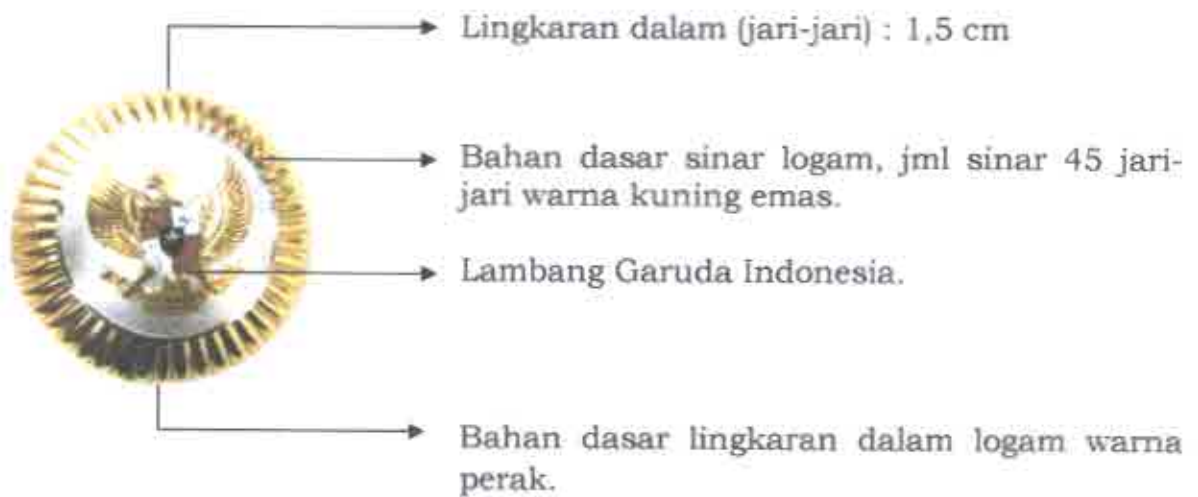 Lingkaran dalam (jari-jari) : 1,5 cm
Bahan dasar sinar logam, jml sinar 45 jari-
jari warna kuning emas.
Lambang Garuda Indonesia.
Bahan dasar lingkaran dalam logam warna
perak.